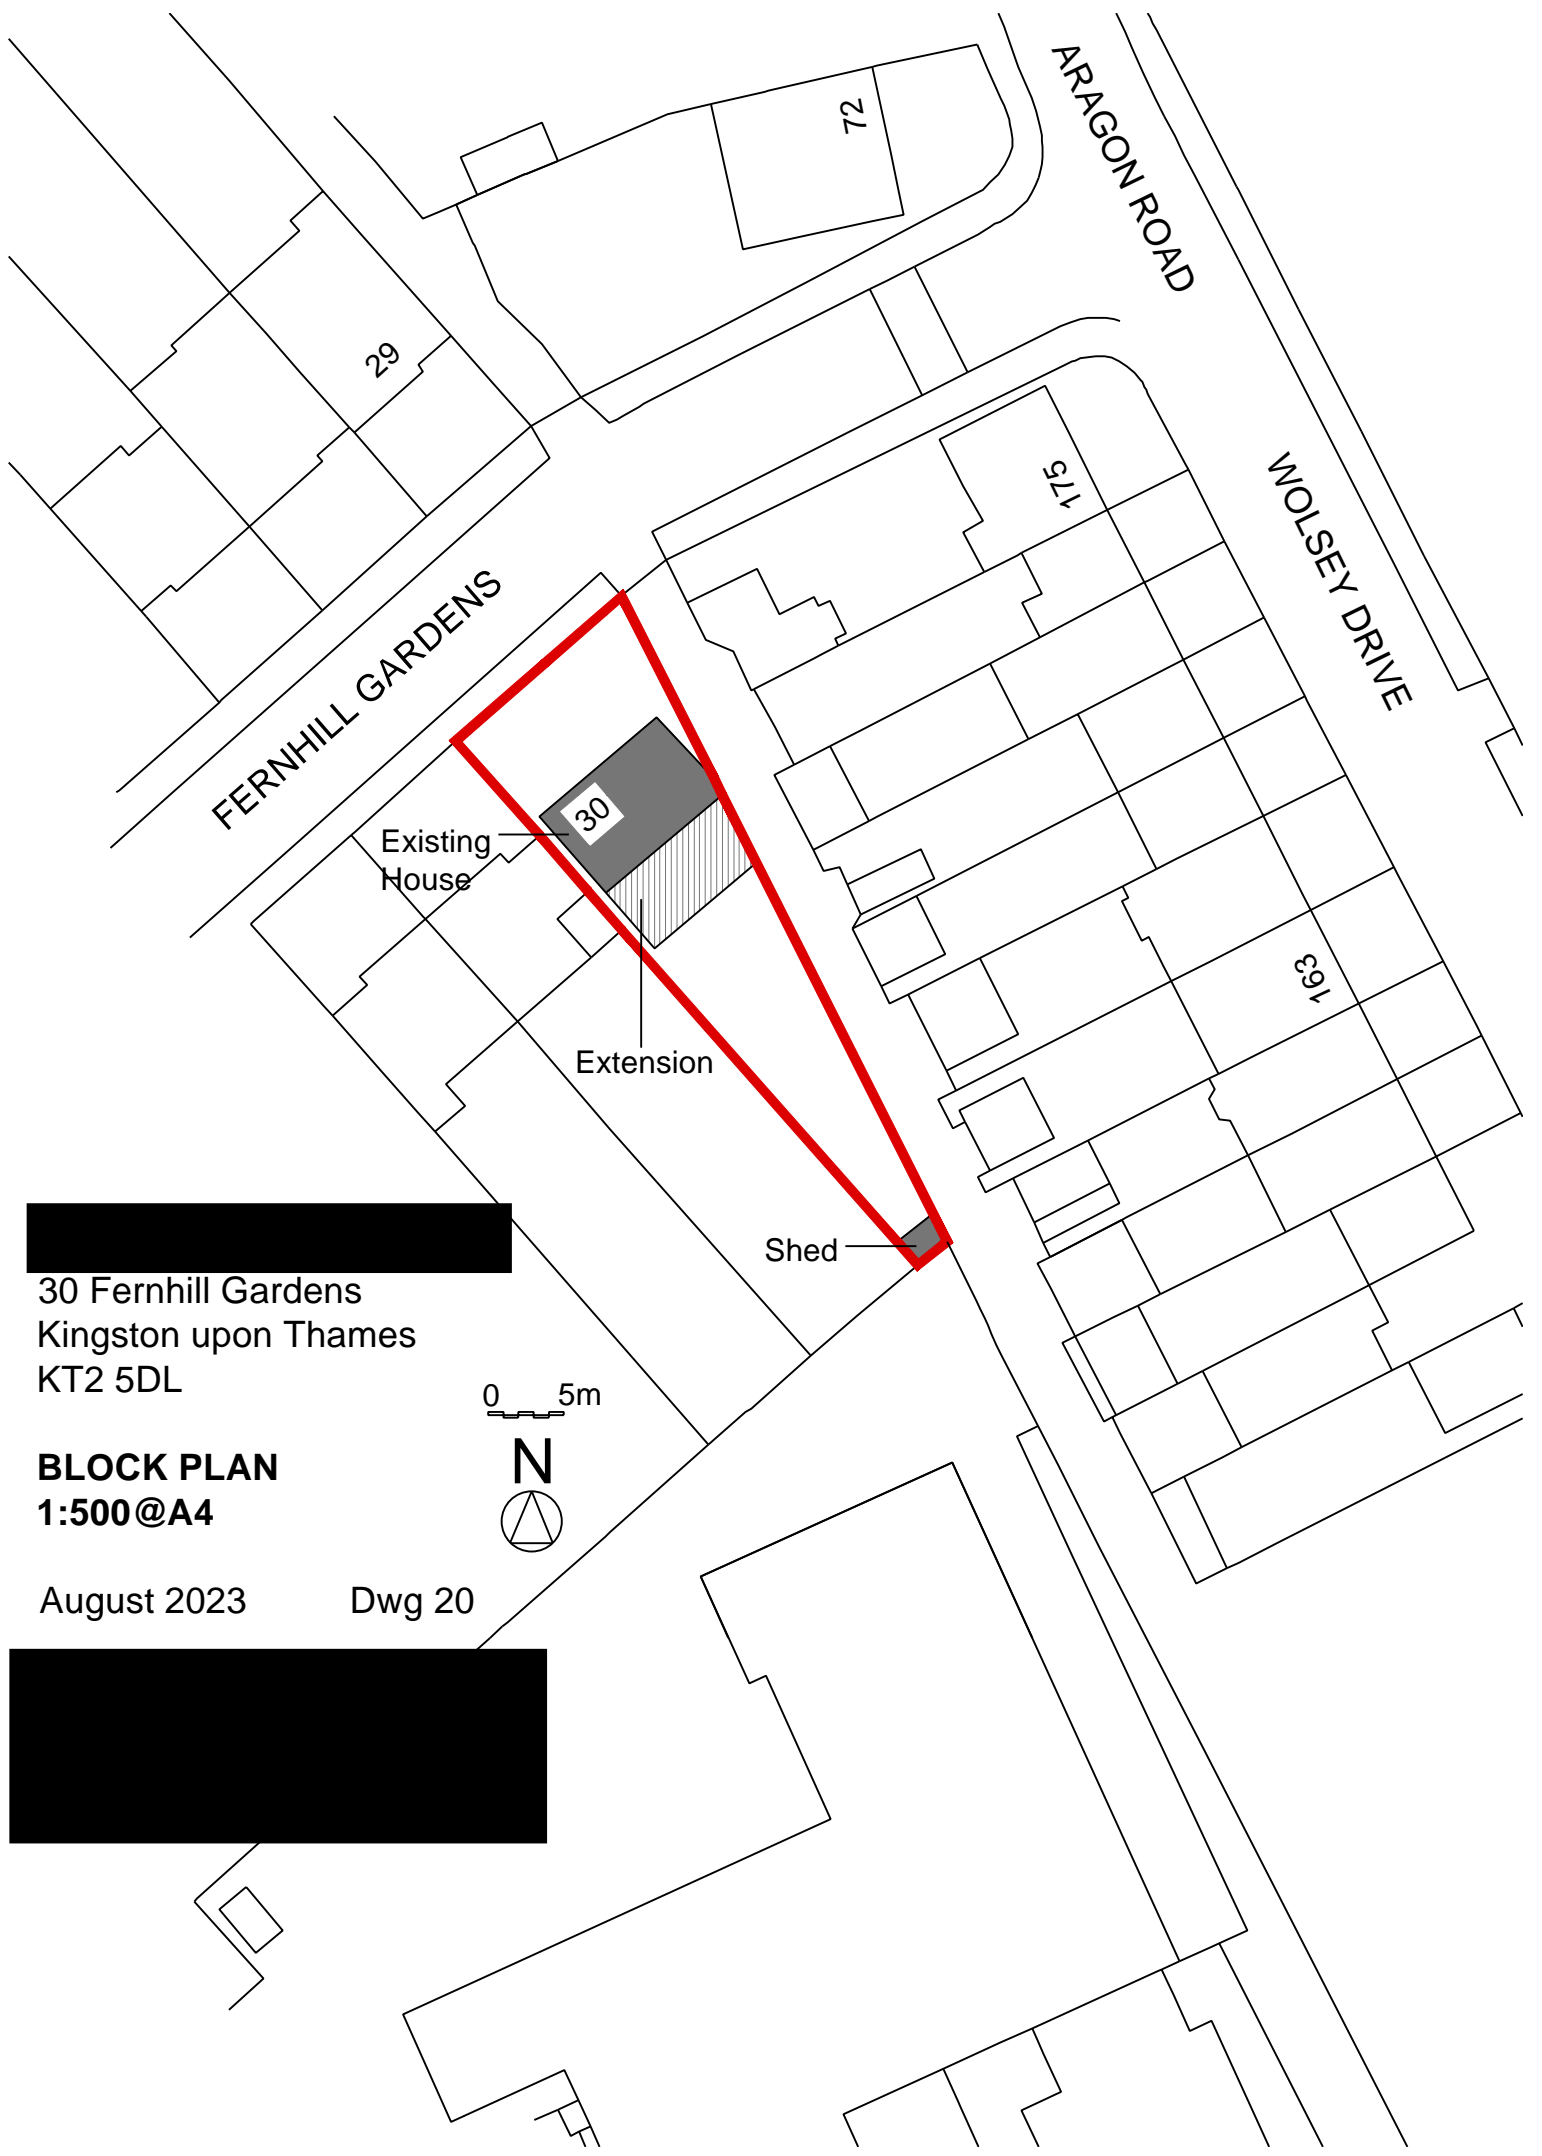 72
ARAGON ROAD
29
175
WOLSEY DRIVE
FERNHILL GARDENS
30
Existing
House
163
Extension
Shed
30 Fernhill Gardens
Kingston upon Thames
KT2 5DL
0 5m
N
BLOCK PLAN
1:500@A4
August 2023 Dwg 20